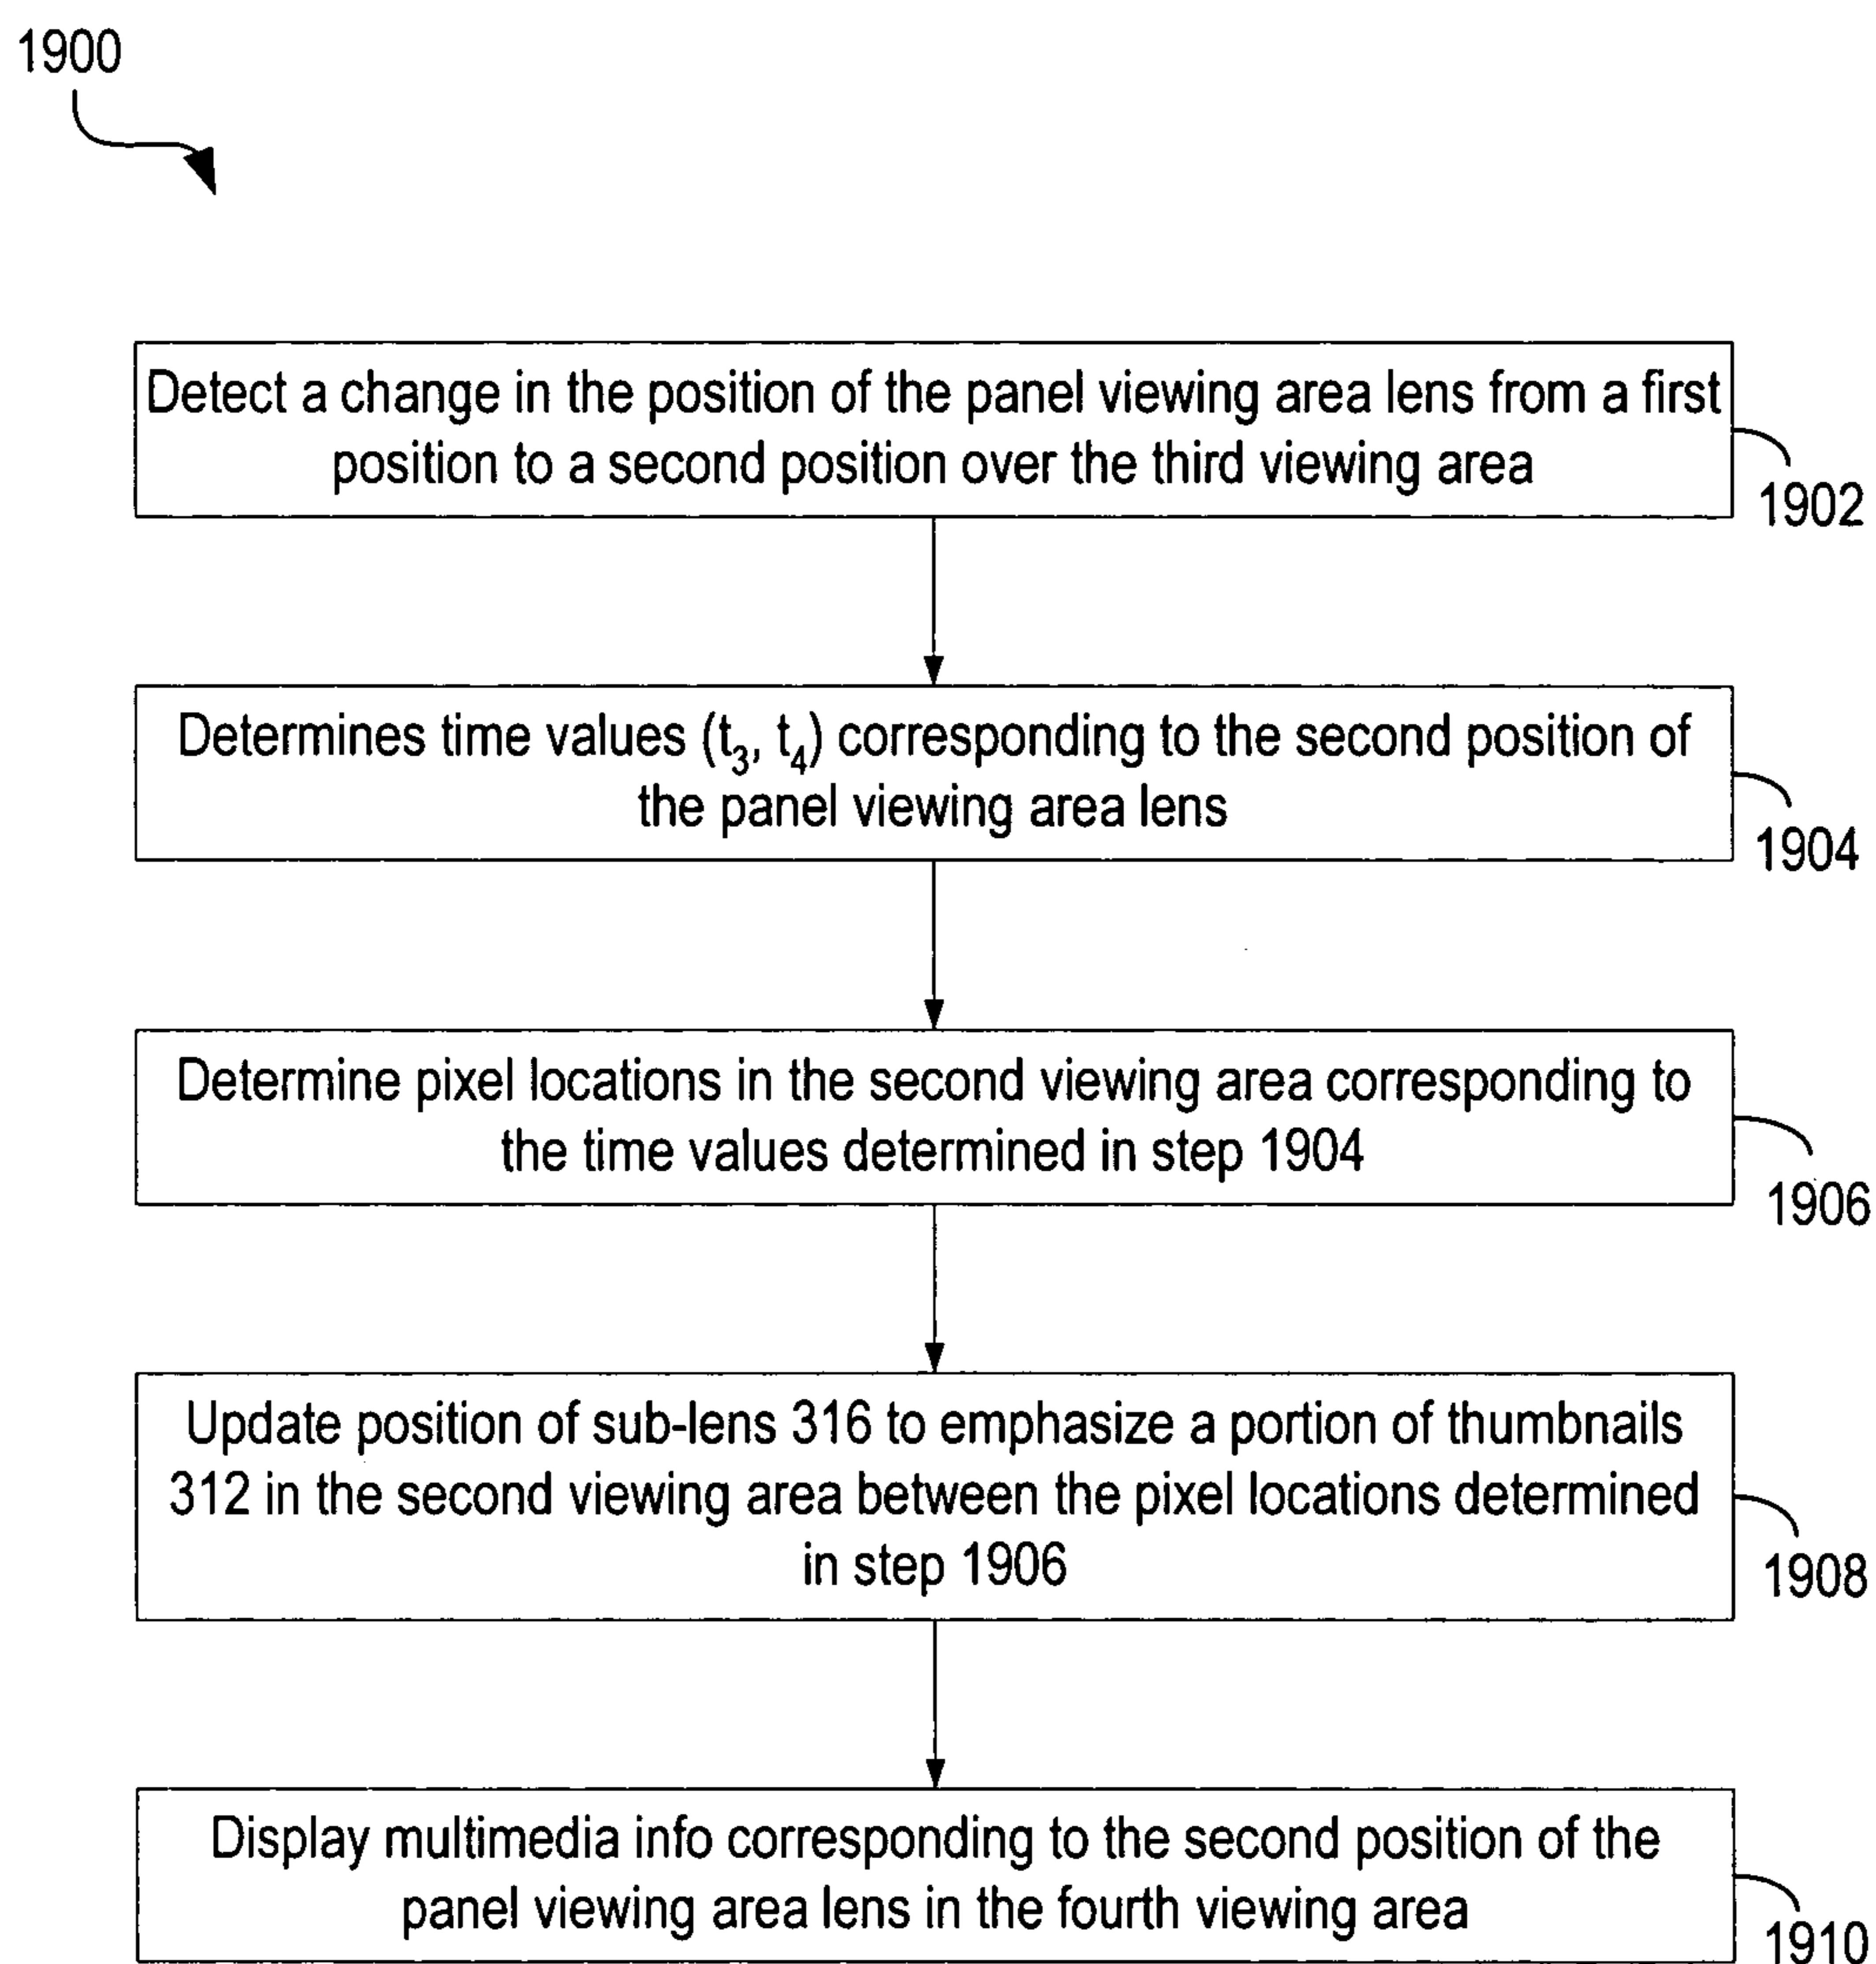 1900
Detect a change in the position of the panel viewing area lens from a first
position to a second position over the third viewing area
1902
Determines time values (t₃, t₄) corresponding to the second position of
the panel viewing area lens
1904
Determine pixel locations in the second viewing area corresponding to
the time values determined in step 1904
1906
Update position of sub-lens 316 to emphasize a portion of thumbnails
312 in the second viewing area between the pixel locations determined
in step 1906
1908
Display multimedia info corresponding to the second position of the
panel viewing area lens in the fourth viewing area
1910